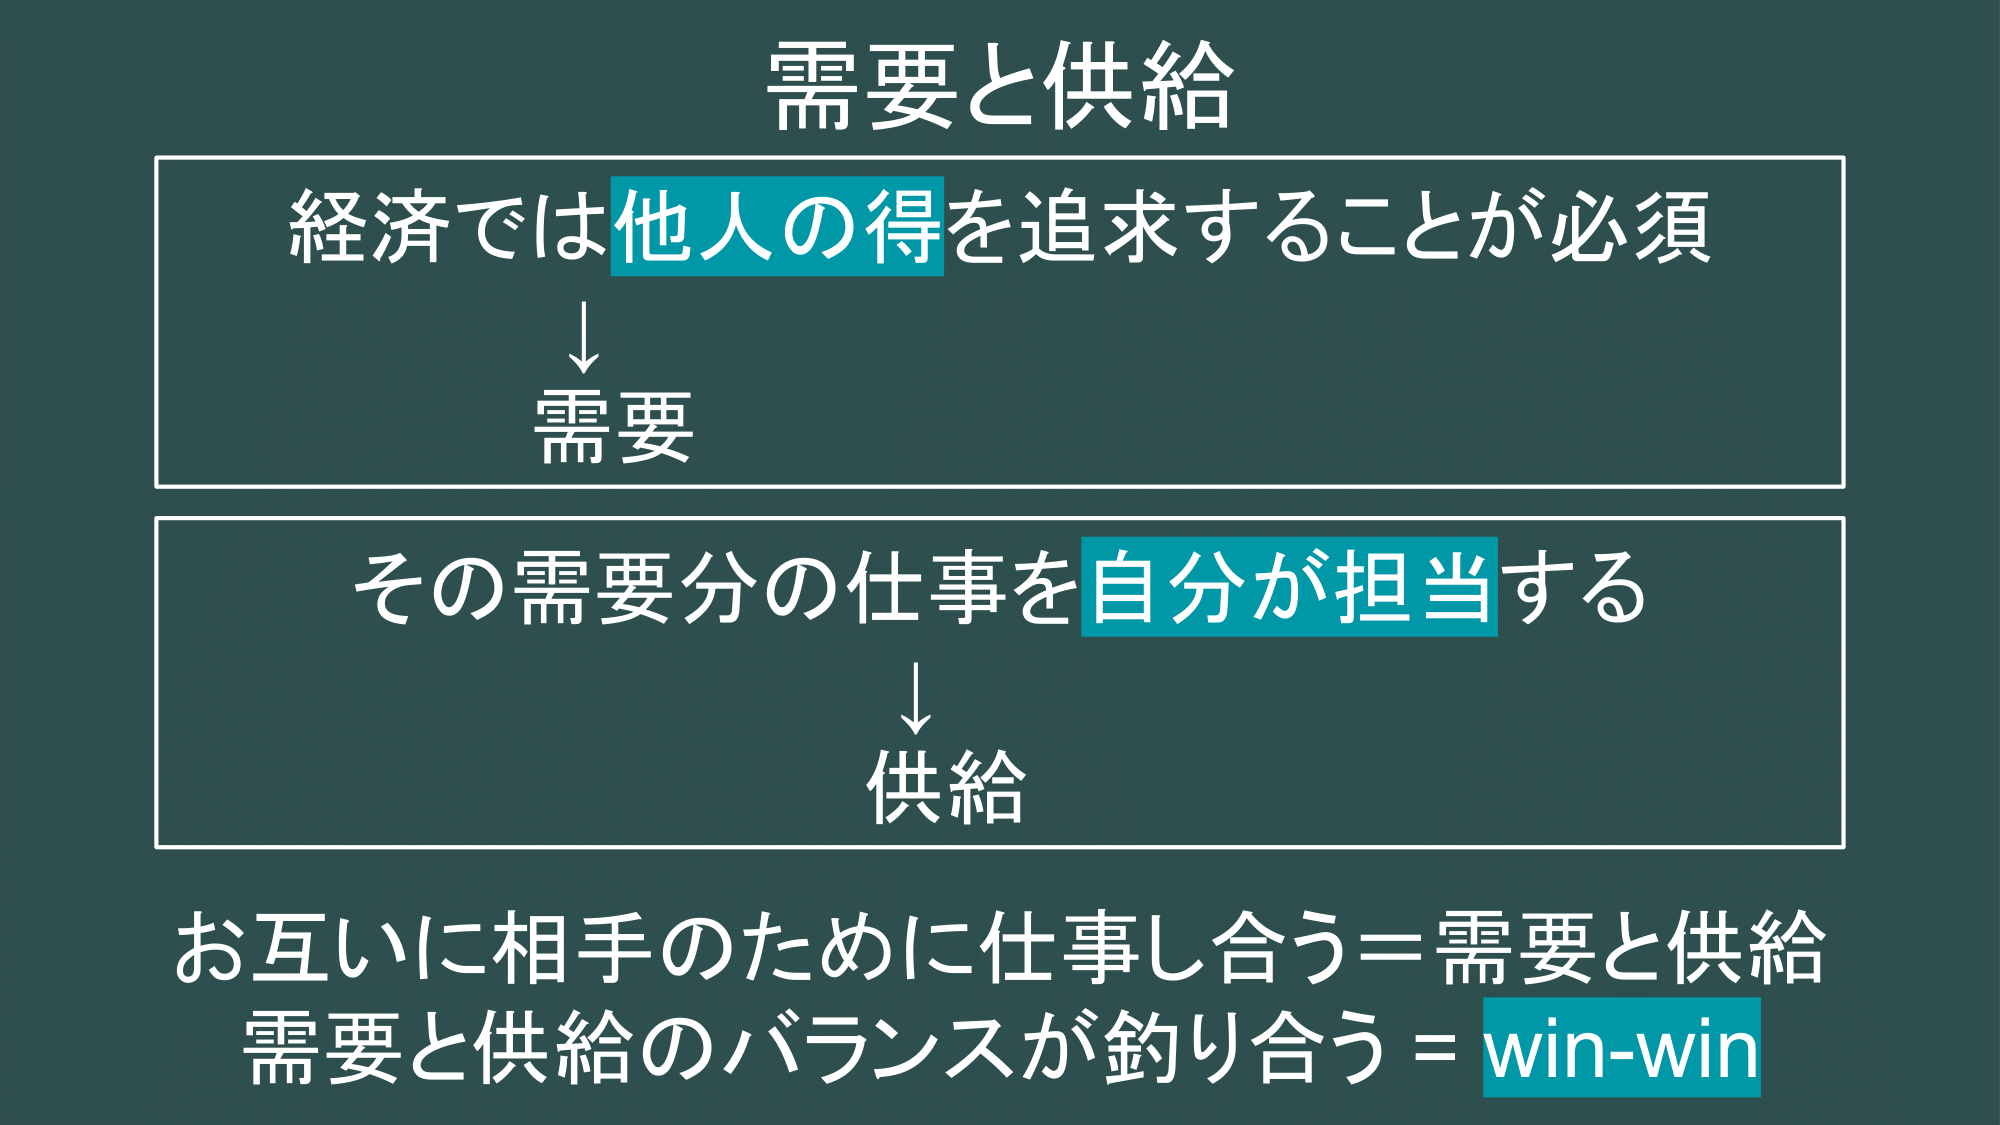 需要と供給
経済では他人の得を追求することが必須
↓
需要
その需要分の仕事を自分が担当する
↓
供給
お互いに相手のために仕事し合う＝需要と供給
需要と供給のバランスが釣り合う = win-win